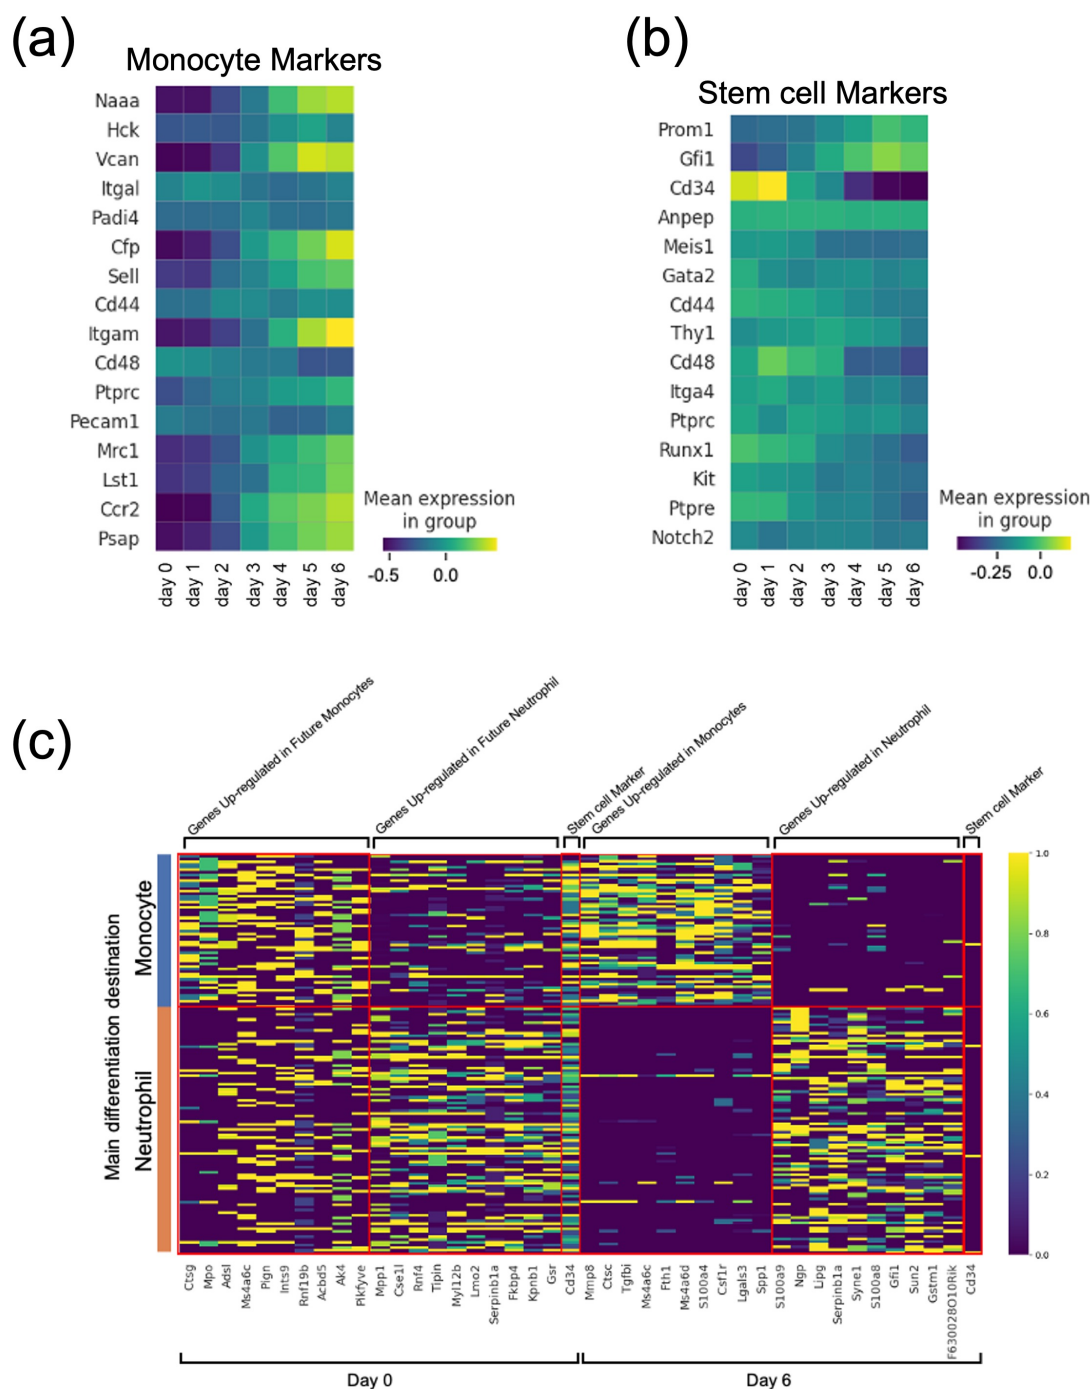 (a)
Monocyte Markers
Naaa
Hck
Vcan
Itgal
Padi4
Cfp
Sell
Cd44
Itgam
Cd48
Ptprc
Pecam1
Mrc1
Lst1
Ccr2
Psap
day 0
day 1
day 2
day 3
day 4
day 5
day 6
Mean expression
in group
-0.5 0.0
(b)
Stem cell Markers
Prom1
Gfi1
Cd34
Anpep
Meis1
Gata2
Cd44
Thy1
Cd48
Itga4
Ptprc
Runx1
Kit
Ptpre
Notch2
day 0
day 1
day 2
day 3
day 4
day 5
day 6
Mean expression
in group
-0.25 0.0
(c)
Genes Up-regulated in Future Monocytes
Genes Up-regulated in Future Neutrophil
Stem cell Marker
Genes Up-regulated in Monocytes
Genes Up-regulated in Neutrophil
Stem cell Marker
Main differentiation destination
Monocyte
Neutrophil
1.0
0.8
0.6
0.4
0.2
0.0
Ctsg
Mpo
Adsl
Ms4a6c
Pign
Ints9
Rnf19b
Acbd5
Ak4
Pikfyve
Mpp1
Cse1l
Rnf4
Tipin
Myl12b
Lmo2
Serpinb1a
Fkbp4
Kpnb1
Gsr
Cd34
Mmp8
Ctsc
Tgfbi
Ms4a6c
Fth1
Ms4a6d
S100a4
Csf1r
Lgals3
Spp1
S100a9
Ngp
Lipg
Serpinb1a
Syne1
S100a8
Gfi1
Sun2
Gstm1
F630028O10Rik
Cd34
Day 0
Day 6